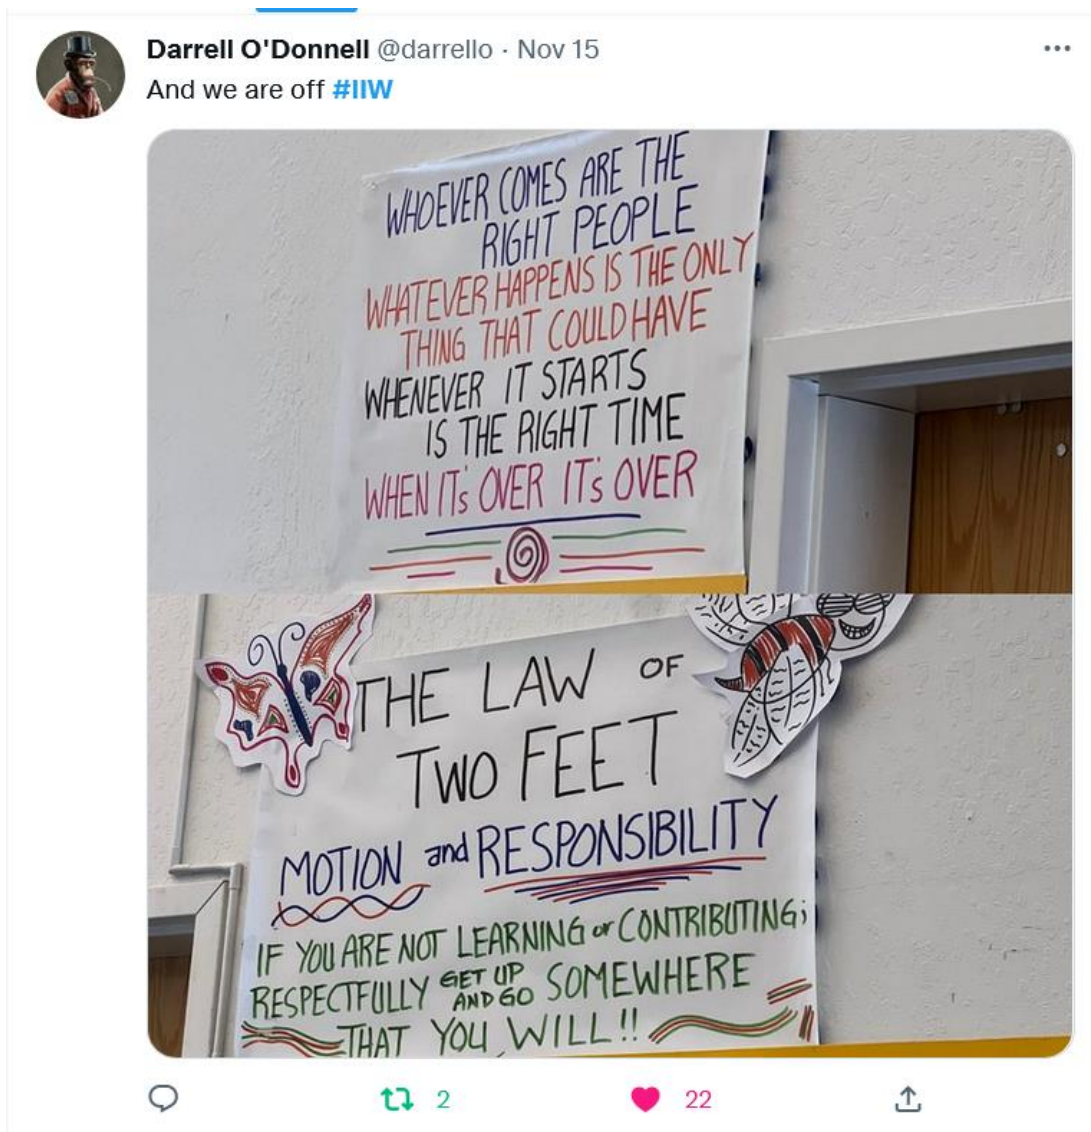 Darrell O'Donnell @darrello · Nov 15
And we are off #IIW
WHOEVER COMES ARE THE
RIGHT PEOPLE
WHATEVER HAPPENS IS THE ONLY
THING THAT COULD HAVE
WHENEVER IT STARTS
IS THE RIGHT TIME
WHEN ITs OVER ITs OVER
THE LAW OF
TWO FEET
MOTION and RESPONSIBILITY
IF YOU ARE NOT LEARNING or CONTRIBUTING;
RESPECTFULLY GET UP AND GO SOMEWHERE
THAT YOU WILL!!
2 22